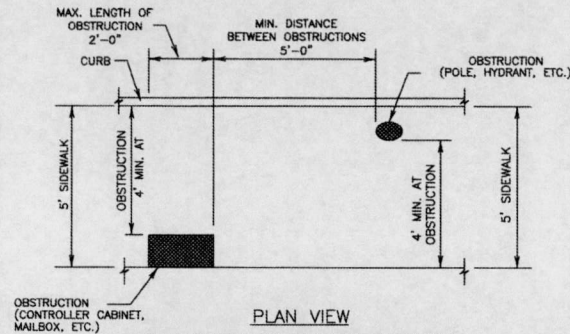 MAX. LENGTH OF
OBSTRUCTION
2'-0"
MIN. DISTANCE
BETWEEN OBSTRUCTIONS
5'-0"
CURB
OBSTRUCTION
(POLE, HYDRANT, ETC.)
5' SIDEWALK
4' MIN. AT
OBSTRUCTION
4' MIN. AT
OBSTRUCTION
5' SIDEWALK
OBSTRUCTION
(CONTROLLER CABINET,
MAILBOX, ETC.)
PLAN VIEW